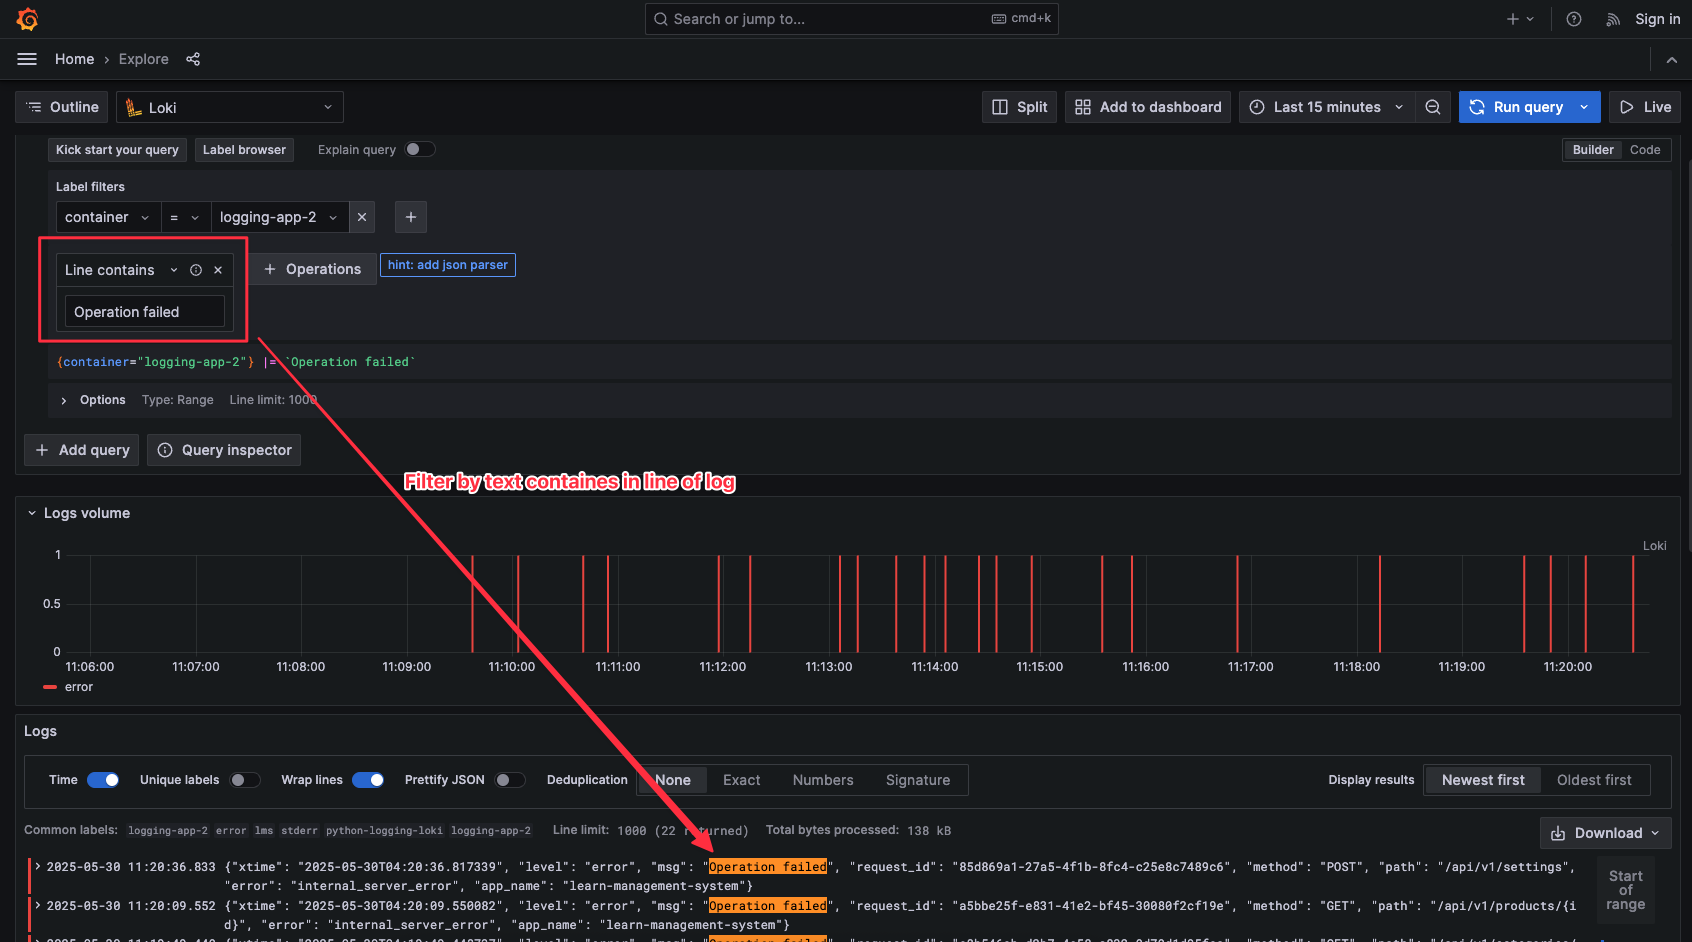 Search or jump to...
cmd+k
Sign in
Home › Explore
Outline
Loki
Split
Add to dashboard
Last 15 minutes
Run query
Live
Kick start your query
Label browser
Explain query
Builder
Code
Label filters
container
=
logging-app-2
Line contains
+ Operations
hint: add json parser
Operation failed
{container="logging-app-2"} |= `Operation failed`
Options
Type: Range
Line limit: 1000
+ Add query
Query inspector
Filter by text containes in line of log
Logs volume
Loki
1
0.5
0
11:06:00
11:07:00
11:08:00
11:09:00
11:10:00
11:11:00
11:12:00
11:13:00
11:14:00
11:15:00
11:16:00
11:17:00
11:18:00
11:19:00
11:20:00
error
Logs
Time
Unique labels
Wrap lines
Prettify JSON
Deduplication
None
Exact
Numbers
Signature
Display results
Newest first
Oldest first
Common labels: logging-app-2 error lms stderr python-logging-loki logging-app-2
Line limit: 1000 (22 returned)
Total bytes processed: 138 kB
Download
2025-05-30 11:20:36.833 {"xtime": "2025-05-30T04:20:36.817339", "level": "error", "msg": "Operation failed", "request_id": "85d869a1-27a5-4f1b-8fc4-c25e8c7489c6", "method": "POST", "path": "/api/v1/settings",
"error": "internal_server_error", "app_name": "learn-management-system"}
2025-05-30 11:20:09.552 {"xtime": "2025-05-30T04:20:09.550082", "level": "error", "msg": "Operation failed", "request_id": "a5bbe25f-e831-41e2-bf45-30080f2cf19e", "method": "GET", "path": "/api/v1/products/{i
d}", "error": "internal_server_error", "app_name": "learn-management-system"}
Start
of
range